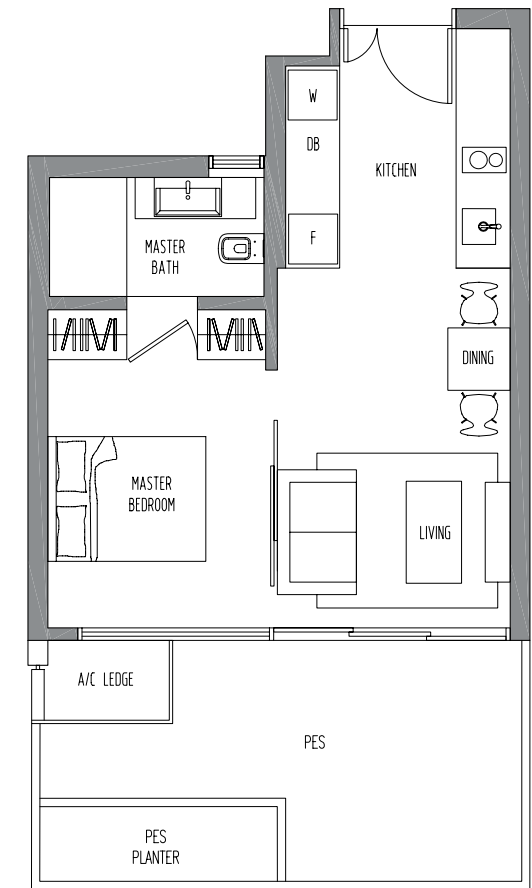 W
DB
KITCHEN
F
MASTER
BATH
DINING
MASTER
BEDROOM
LIVING
A/C LEDGE
PES
PES
PLANTER